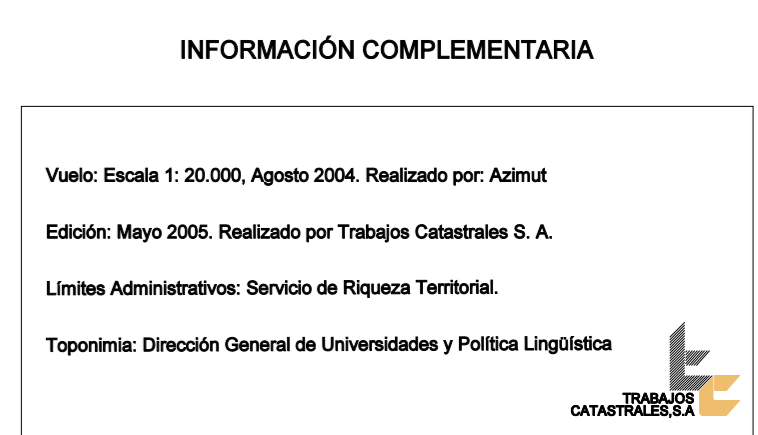 INFORMACIÓN COMPLEMENTARIA
Vuelo: Escala 1: 20.000, Agosto 2004. Realizado por: Azimut
Edición: Mayo 2005. Realizado por Trabajos Catastrales S. A.
Límites Administrativos: Servicio de Riqueza Territorial.
Toponimia: Dirección General de Universidades y Política Lingüística
TRABAJOS
CATASTRALES,S.A